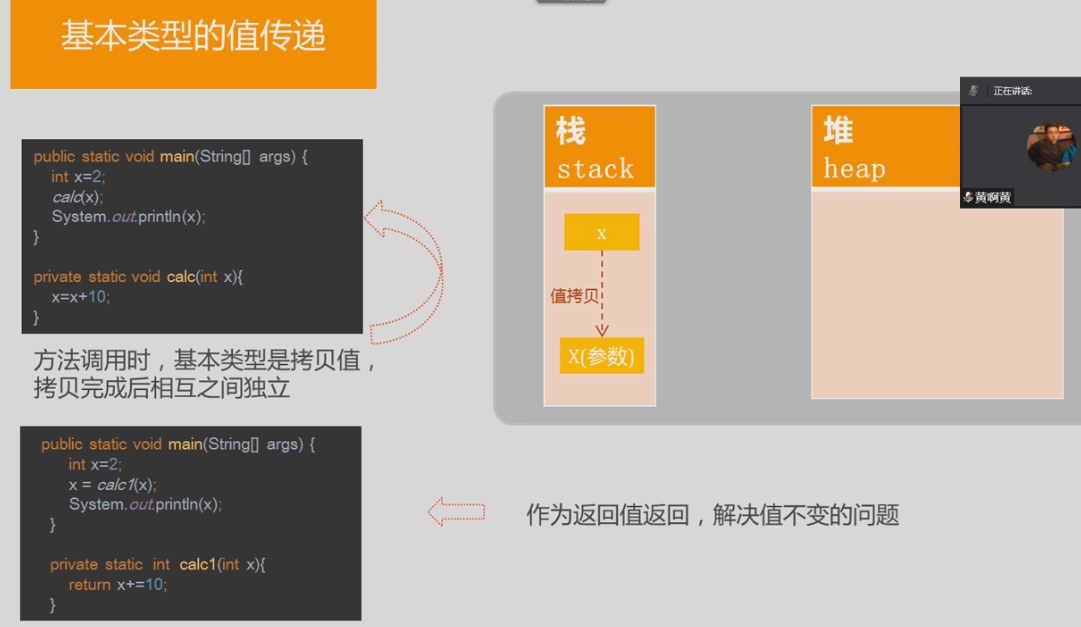 基本类型的值传递
public static void main(String[] args) {
int x=2;
calc(x);
System.out.println(x);
}
private static void calc(int x){
x=x+10;
}
方法调用时，基本类型是拷贝值，
拷贝完成后相互之间独立
public static void main(String[] args) {
int x=2;
x = calc1(x);
System.out.println(x);
}
private static int calc1(int x){
return x+=10;
}
栈
stack
x
值拷贝
X(参数)
堆
heap
正在讲话:
黄啊黄
作为返回值返回，解决值不变的问题